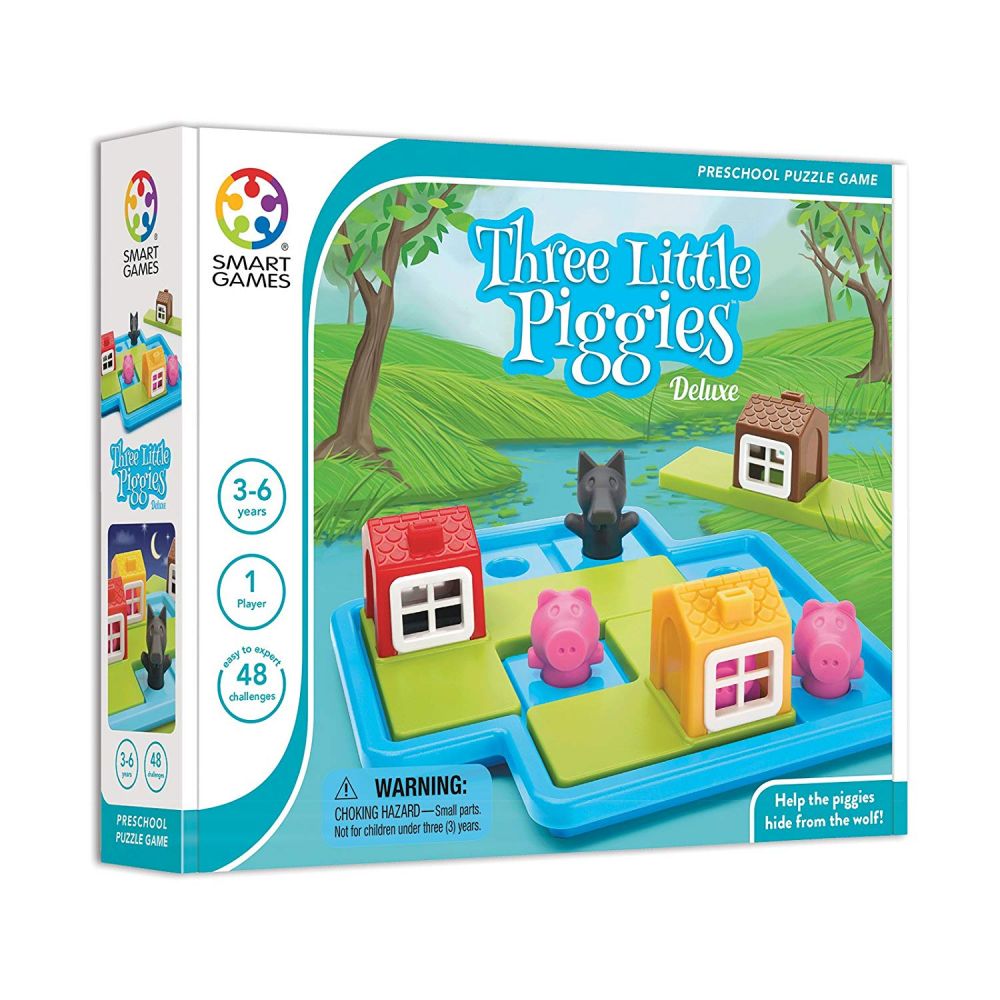 SMART
GAMES
Three Little
Piggies
Deluxe
3-6
years
48
challenges
PRESCHOOL
PUZZLE GAME
®
SMART
GAMES
®
3-6
years
1
Player
easy to expert
48
challenges
PRESCHOOL PUZZLE GAME
Three Little
Piggies™
Deluxe
WARNING:
CHOKING HAZARD—Small parts.
Not for children under three (3) years.
Help the piggies
hide from the wolf!